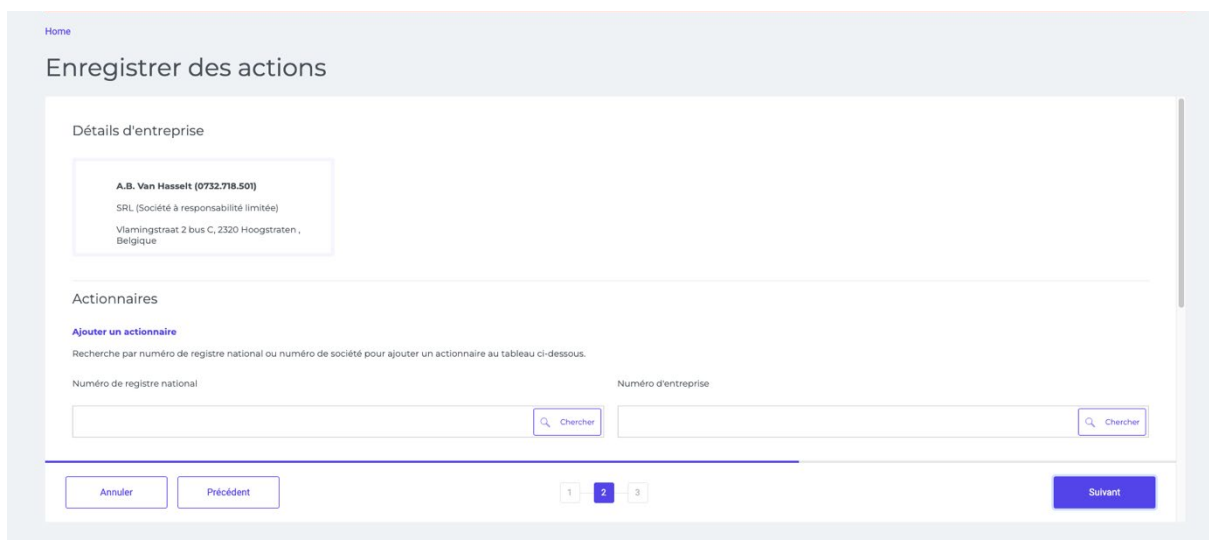 Home
Enregistrer des actions
Détails d'entreprise
A.B. Van Hasselt (0732.718.501)
SRL (Société à responsabilité limitée)
Vlamingstraat 2 bus C, 2320 Hoogstraten ,
Belgique
Actionnaires
Ajouter un actionnaire
Recherche par numéro de registre national ou numéro de société pour ajouter un actionnaire au tableau ci-dessous.
Numéro de registre national
Numéro d'entreprise
Chercher
Chercher
Annuler
Précédent
1
2
3
Suivant